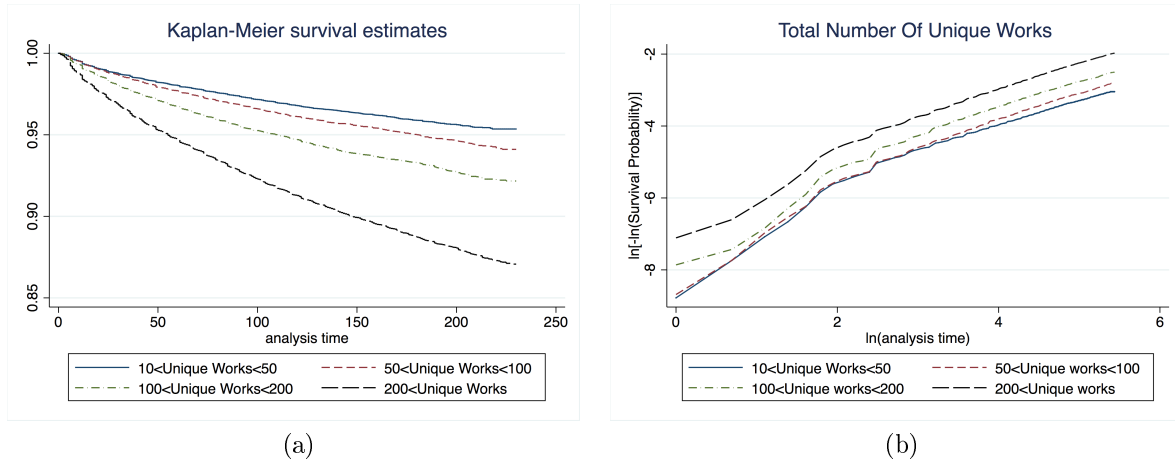 Kaplan-Meier survival estimates
1.00
0.95
0.90
0.85
0 50 100 150 200 250
analysis time
10<Unique Works<50 50<Unique Works<100
100<Unique Works<200 200<Unique Works
(a)
Total Number Of Unique Works
ln[-ln(Survival Probability)]
-2
-4
-6
-8
0 2 4 6
ln(analysis time)
10<Unique Works<50 50<Unique works<100
100<Unique works<200 200<Unique works
(b)